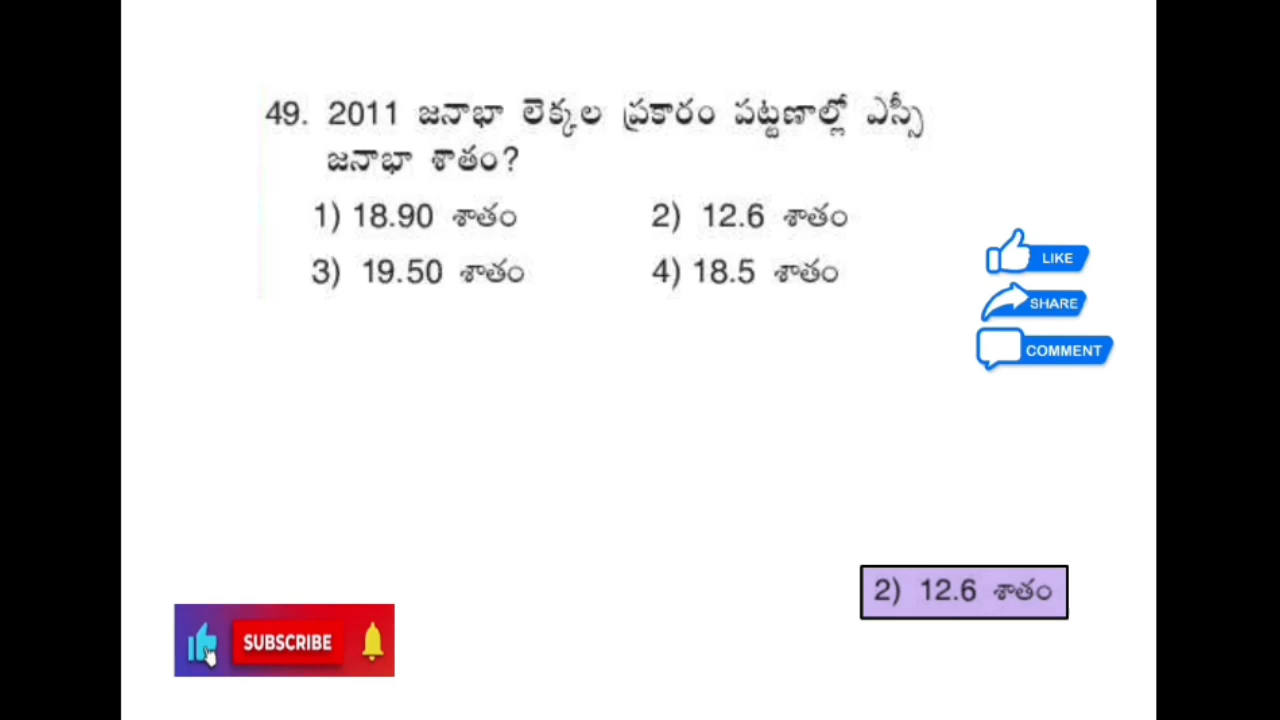 49. 2011 జనాభా లెక్కల ప్రకారం పట్టణాల్లో ఎస్సీ
జనాభా శాతం?
1) 18.90 శాతం 2) 12.6 శాతం
3) 19.50 శాతం 4) 18.5 శాతం
LIKE
SHARE
COMMENT
2) 12.6 శాతం
SUBSCRIBE